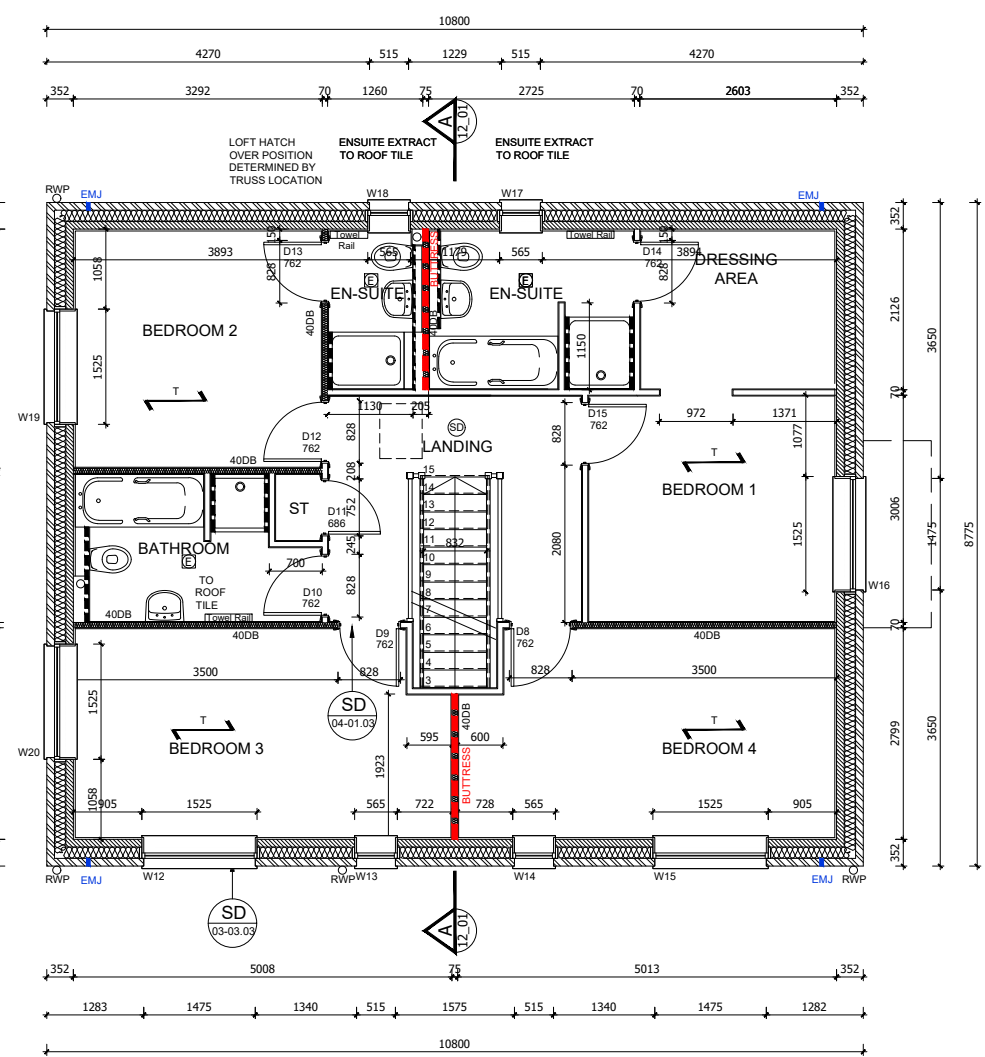 10800
4270 515 1229 515 4270
352 3292 70 1260 75 2725 70 2603 352
A
12_01
LOFT HATCH
OVER POSITION
DETERMINED BY
TRUSS LOCATION
ENSUITE EXTRACT
TO ROOF TILE
ENSUITE EXTRACT
TO ROOF TILE
RWP
EMJ
W18
W17
EMJ
352
Towel
Rail
Towel Rail
150
150
3893
D13
762
565
1179
565
D14
762
3894
DRESSING
AREA
1058
828
828
BUTTRESS
E
E
EN-SUITE
EN-SUITE
40DB
40DB
2126
BEDROOM 2
1150
3650
1525
T
W19
1130
205
D15
762
972
1371
70
D12
762
828
SD
LANDING
828
1077
T
40DB
208
BEDROOM 1
15
14
13
12
11
10
9
8
7
6
5
4
3
832
ST
D11
686
752
3006
1475
8775
1525
2080
BATHROOM
E
245
700
TO
ROOF
TILE
828
D10
762
W16
40DB
Towel Rail
40DB
D9
762
D8
762
40DB
70
3500
828
828
3500
1525
SD
04-01.03
T
BEDROOM 3
40DB
T
BEDROOM 4
W20
595
600
2799
3650
1923
BUTTRESS
1058
905
1525
565
722
728
565
1525
905
352
RWP
EMJ
W12
RWP
W13
W14
W15
EMJ
RWP
SD
03-03.03
A
12_01
352 5008 75 5013 352
1283 1475 1340 515 1575 515 1340 1475 1282
10800